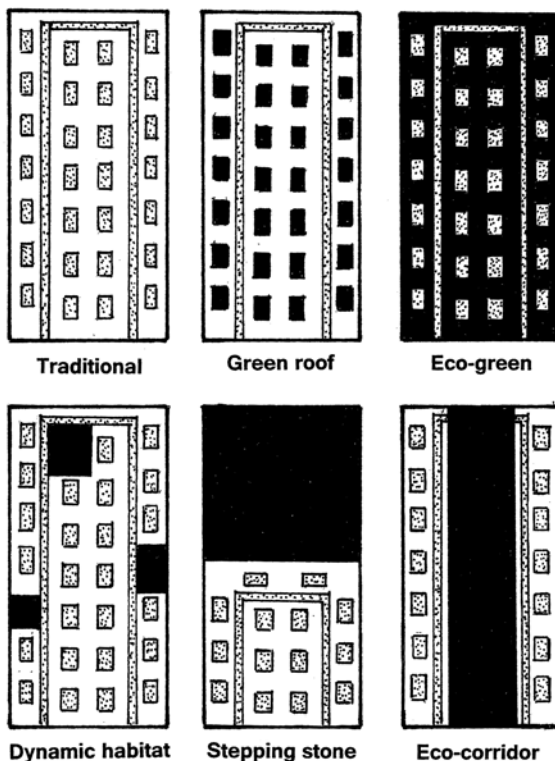 Traditional
Green roof
Eco-green
Dynamic habitat
Stepping stone
Eco-corridor